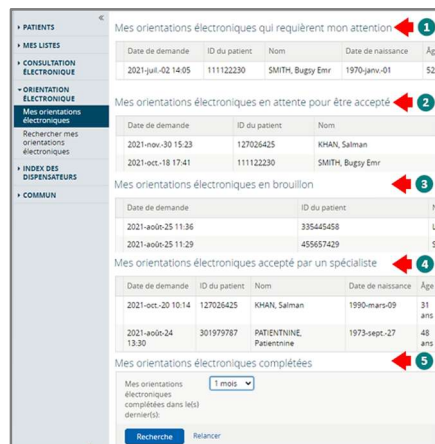 «
PATIENTS
MES LISTES
CONSULTATION
ÉLECTRONIQUE
ORIENTATION
ÉLECTRONIQUE
Mes orientations
électroniques
Rechercher mes
orientations
électroniques
INDEX DES
DISPENSATEURS
COMMUN
Mes orientations électroniques qui requièrent mon attention 1
Date de demande ID du patient Nom Date de naissance Âg
2021-juil.-02 14:05 111122230 SMITH, Bugsy Emr 1970-janv.-01 52
Mes orientations électroniques en attente pour être accepté 2
Date de demande ID du patient Nom
2021-nov.-30 15:23 127026425 KHAN, Salman
2021-oct.-18 17:41 111122230 SMITH, Bugsy Emr
Mes orientations électroniques en brouillon 3
Date de demande ID du patient N
2021-août-25 11:36 335445458 L
2021-août-25 11:29 455657429 S
Mes orientations électroniques accepté par un spécialiste 4
Date de demande ID du patient Nom Date de naissance Âge
2021-oct.-20 10:14 127026425 KHAN, Salman 1990-mars-09 31
ans
2021-août-24 301979787 PATIENTNINE, 1973-sept.-27 48
13:30 Patientnine ans
Mes orientations électroniques complétées 5
Mes orientations 1 mois
électroniques
complétées dans le(s)
dernier(s):
Recherche Relancer